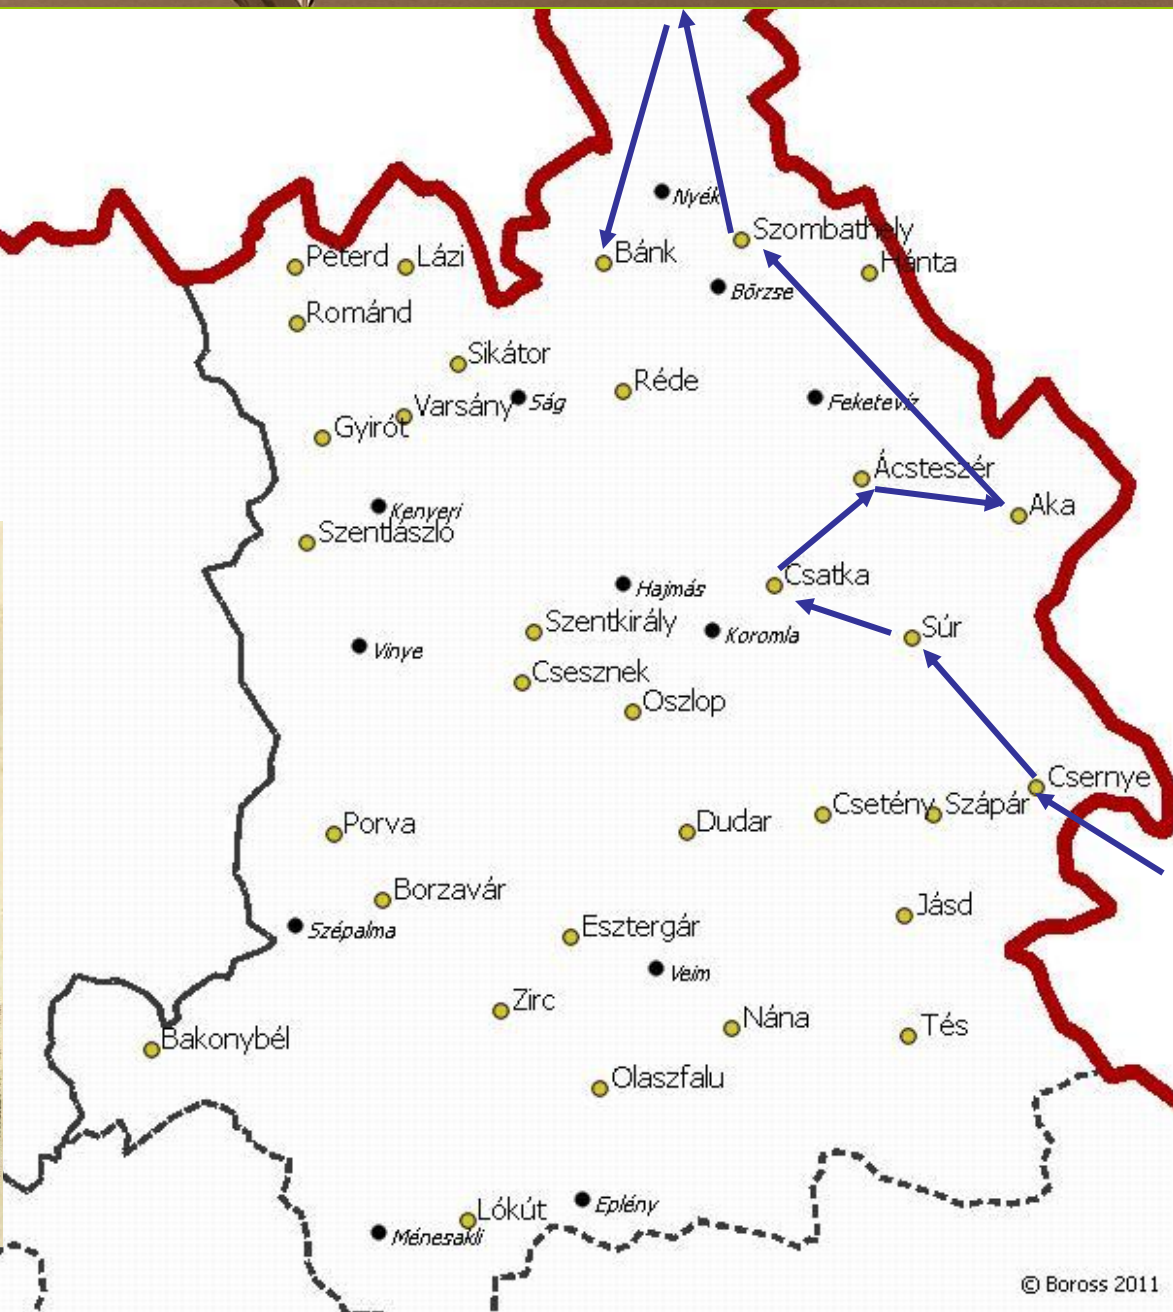 Nyék
Szombathely
Bánk
Hánta
Péterd
Lázi
Börzse
Románd
Sikátor
Réde
Varsány
Ság
Feketevíz
Gyirót
Ácsteszér
Aka
Kenyeri
Szentlászló
Csatka
Hajmás
Szentkirály
Koromla
Súr
Vinye
Csesznek
Oszlop
Csernye
Csetény
Szápár
Porva
Dudar
Borzavár
Jásd
Szépalma
Esztergár
Veim
Zirc
Nána
Tés
Bakonybél
Olaszfalu
Lókút
Eplény
Ménesakli
© Boross 2011